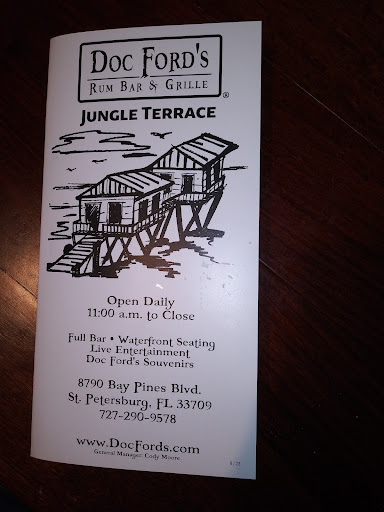 Doc Ford's
Rum Bar & Grille
®
Jungle Terrace
Open Daily
11:00 a.m. to Close
Full Bar • Waterfront Seating
Live Entertainment
Doc Ford's Souvenirs
8790 Bay Pines Blvd.
St. Petersburg, FL 33709
727-290-9578
www.DocFords.com
General Manager: Cody Moore